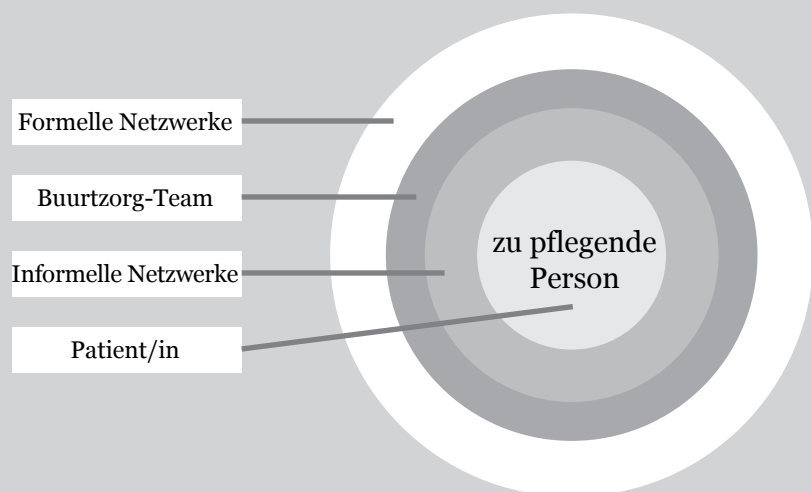 Formelle Netzwerke
Buurtzorg-Team
Informelle Netzwerke
Patient/in
zu pflegende
Person